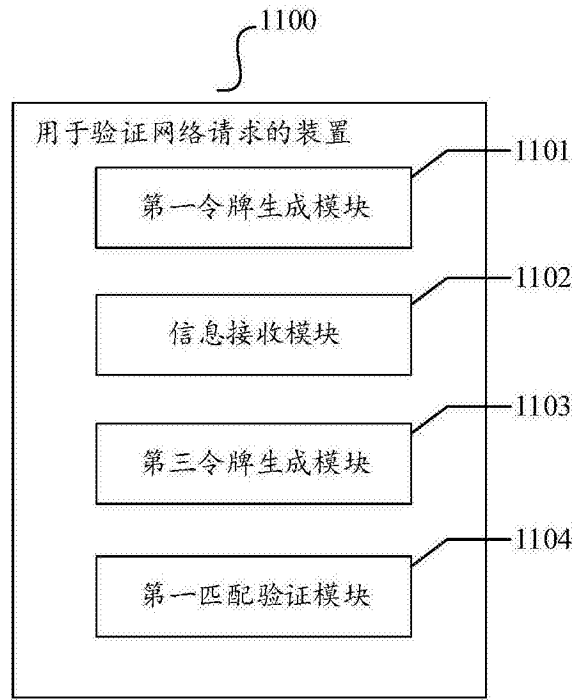 1100
用于验证网络请求的装置
1101
第一令牌生成模块
1102
信息接收模块
1103
第三令牌生成模块
1104
第一匹配验证模块